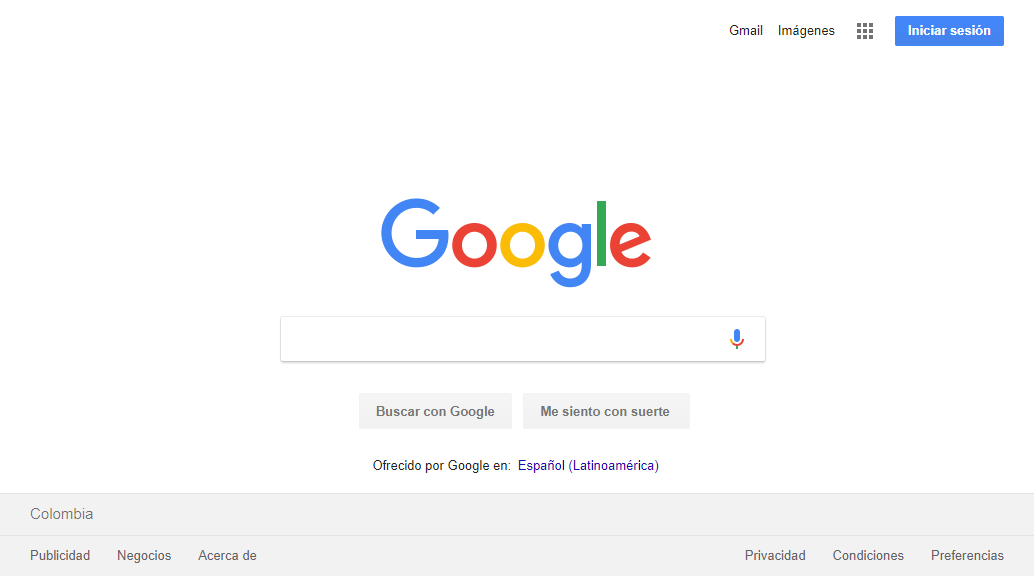 Gmail Imágenes Iniciar sesión
Google
Buscar con Google Me siento con suerte
Ofrecido por Google en: Español (Latinoamérica)
Colombia
Publicidad Negocios Acerca de Privacidad Condiciones Preferencias